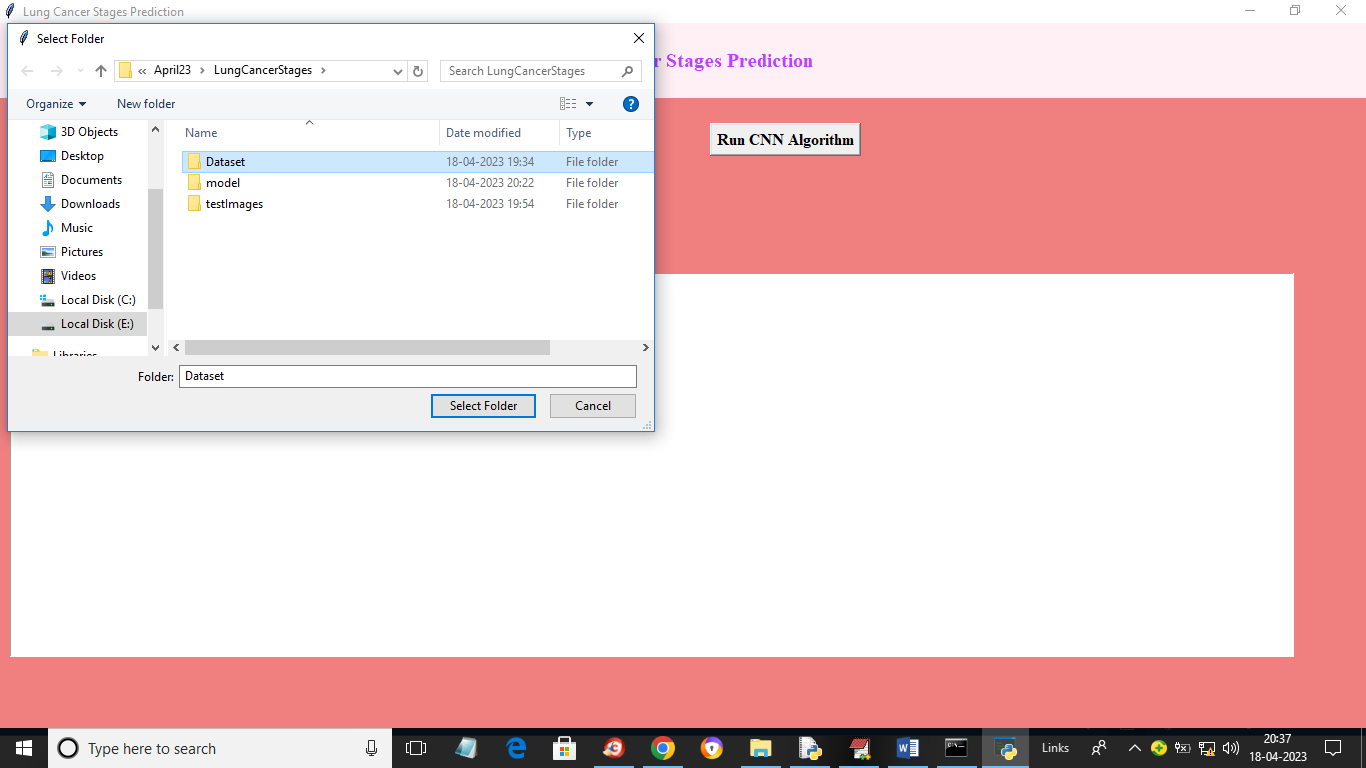 Lung Cancer Stages Prediction
Select Folder
r Stages Prediction
« April23 > LungCancerStages >
Search LungCancerStages
Organize
New folder
Run CNN Algorithm
Name Date modified Type
3D Objects
Desktop
Documents
Downloads
Music
Pictures
Videos
Local Disk (C:)
Local Disk (E:)
Libraries
Dataset 18-04-2023 19:34 File folder
model 18-04-2023 20:22 File folder
testImages 18-04-2023 19:54 File folder
Folder: Dataset
Select Folder Cancel
Type here to search
Links
20:37
18-04-2023